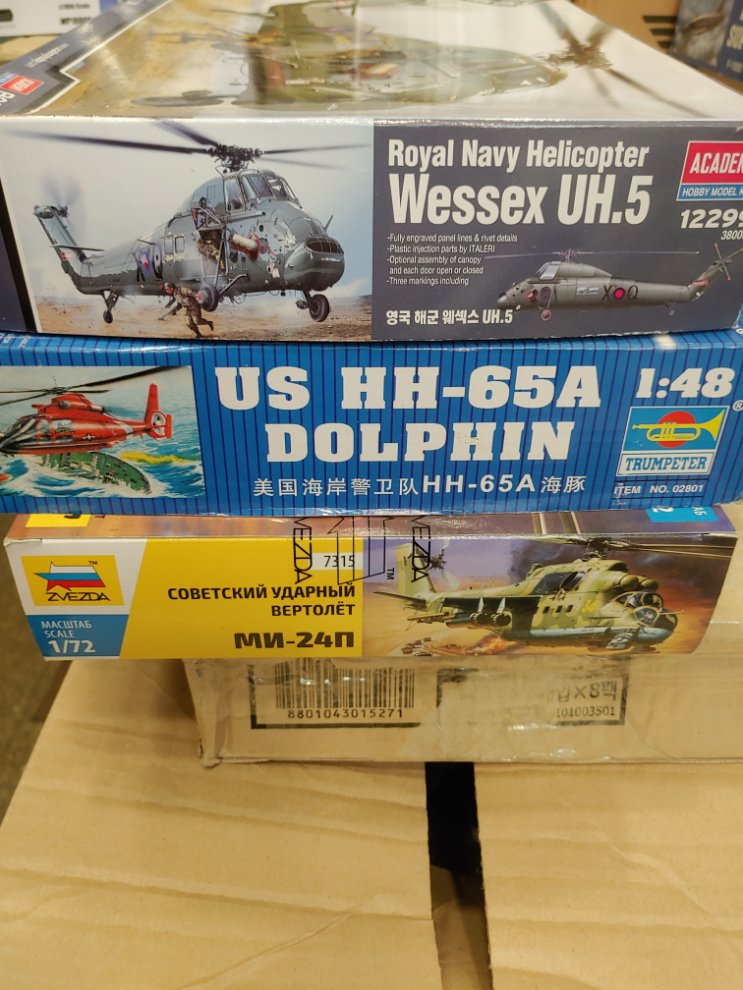 Royal Navy Helicopter
Wessex UH.5
-Fully engraved panel lines & rivet details
-Plastic injection parts by ITALERI
-Optional assembly of canopy
and each door open or closed
-Three markings including
영국 해군 웨섹스 UH.5
HOBBY MODEL
X Q
US HH-65A
DOLPHIN
1:48
美国海岸警卫队HH-65A海豚
TRUMPETER
ITEM NO. 02801
ZVEZDA
МАСШТАБ
SCALE
1/72
7315
СОВЕТСКИЙ УДАРНЫЙ
ВЕРТОЛЁТ
МИ-24П
ZVEZDA
8801043015271
101003501